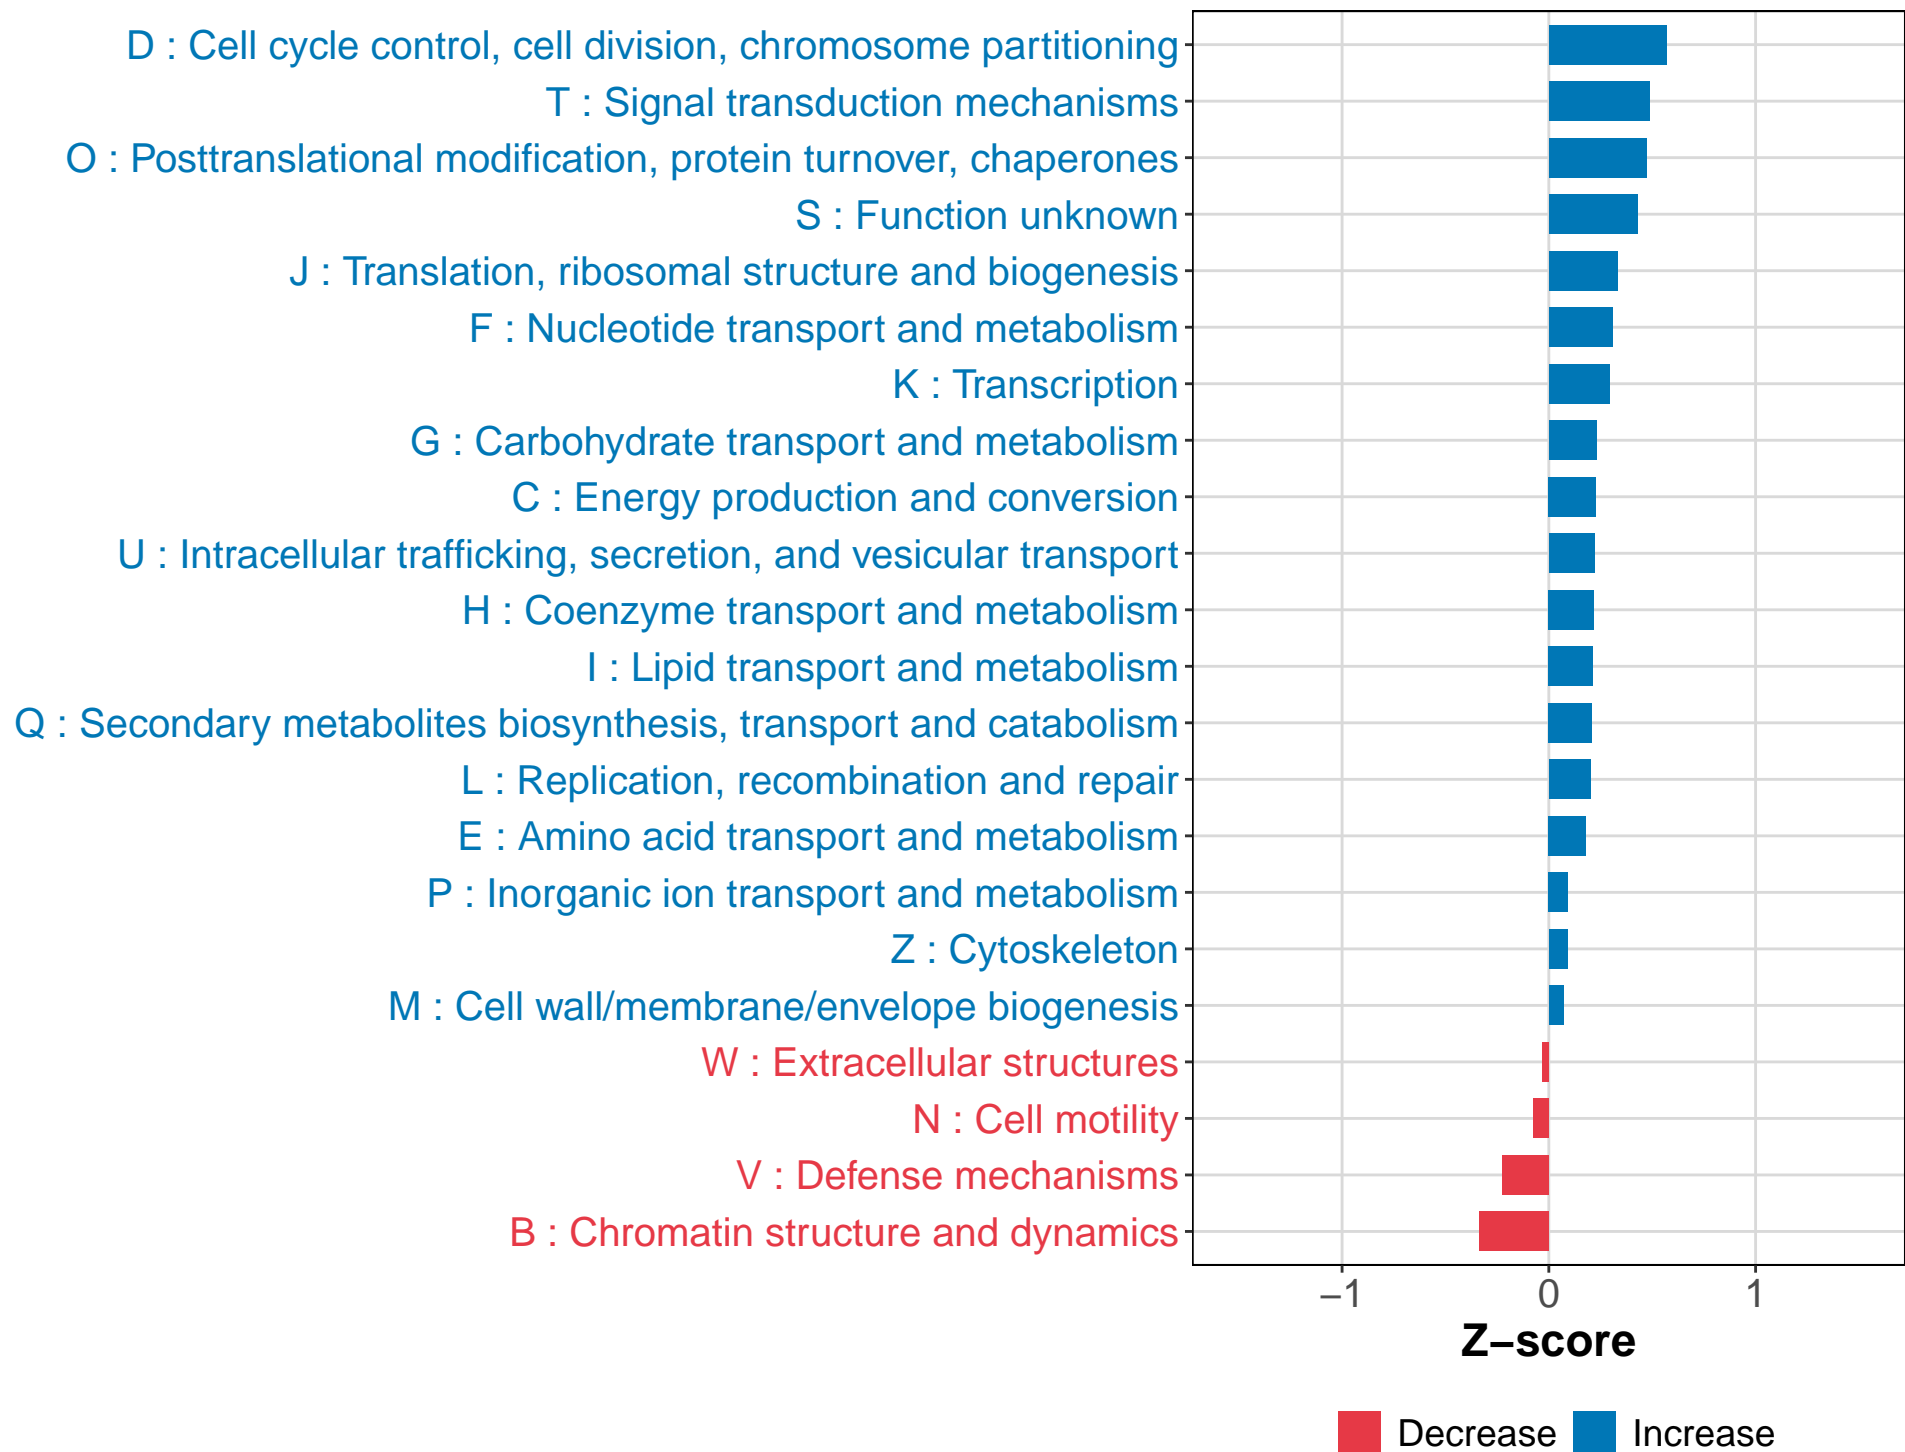 D : Cell cycle control, cell division, chromosome partitioning
T : Signal transduction mechanisms
O : Posttranslational modification, protein turnover, chaperones
S : Function unknown
J : Translation, ribosomal structure and biogenesis
F : Nucleotide transport and metabolism
K : Transcription
G : Carbohydrate transport and metabolism
C : Energy production and conversion
U : Intracellular trafficking, secretion, and vesicular transport
H : Coenzyme transport and metabolism
I : Lipid transport and metabolism
Q : Secondary metabolites biosynthesis, transport and catabolism
L : Replication, recombination and repair
E : Amino acid transport and metabolism
P : Inorganic ion transport and metabolism
Z : Cytoskeleton
M : Cell wall/membrane/envelope biogenesis
W : Extracellular structures
N : Cell motility
V : Defense mechanisms
B : Chromatin structure and dynamics
−1 0 1
Z−score
Decrease Increase